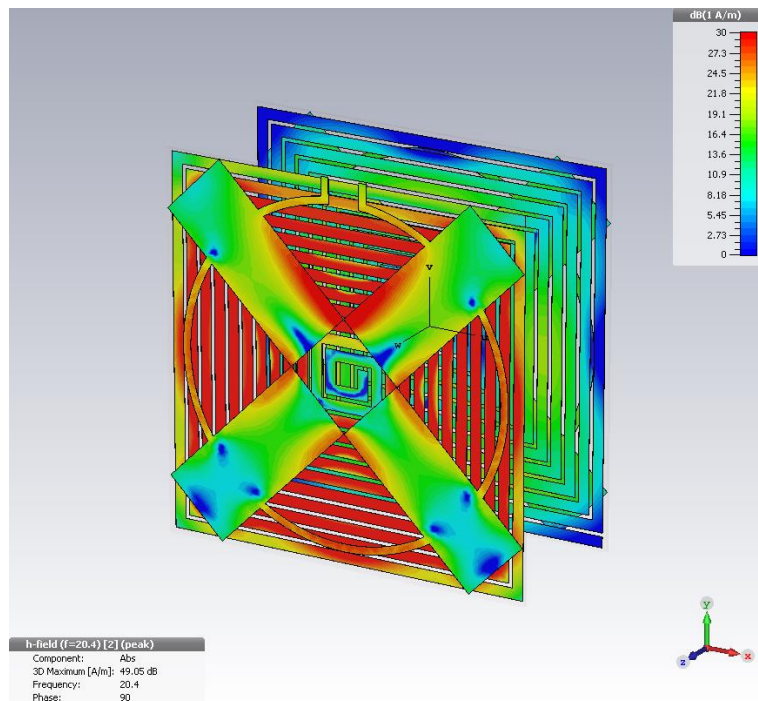 dB(1 A/m)
30
27.3
24.5
21.8
19.1
16.4
13.6
10.9
8.18
5.45
2.73
0
v
w
y
z
x
h-field (f=20.4) [2] (peak)
Component: Abs
3D Maximum [A/m]: 49.05 dB
Frequency: 20.4
Phase: 90